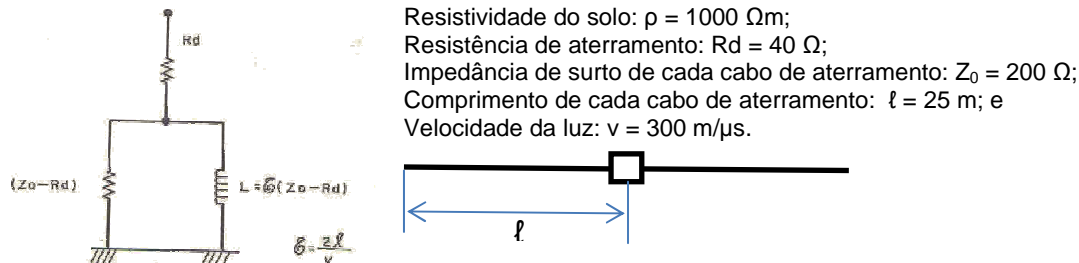 Rd
(Zo-Rd)
L = 𝒢(Zo-Rd)
𝒢 = 2ℓ
v
Resistividade do solo: ρ = 1000 Ωm;
Resistência de aterramento: Rd = 40 Ω;
Impedância de surto de cada cabo de aterramento: Z₀ = 200 Ω;
Comprimento de cada cabo de aterramento: ℓ = 25 m; e
Velocidade da luz: v = 300 m/µs.
ℓ